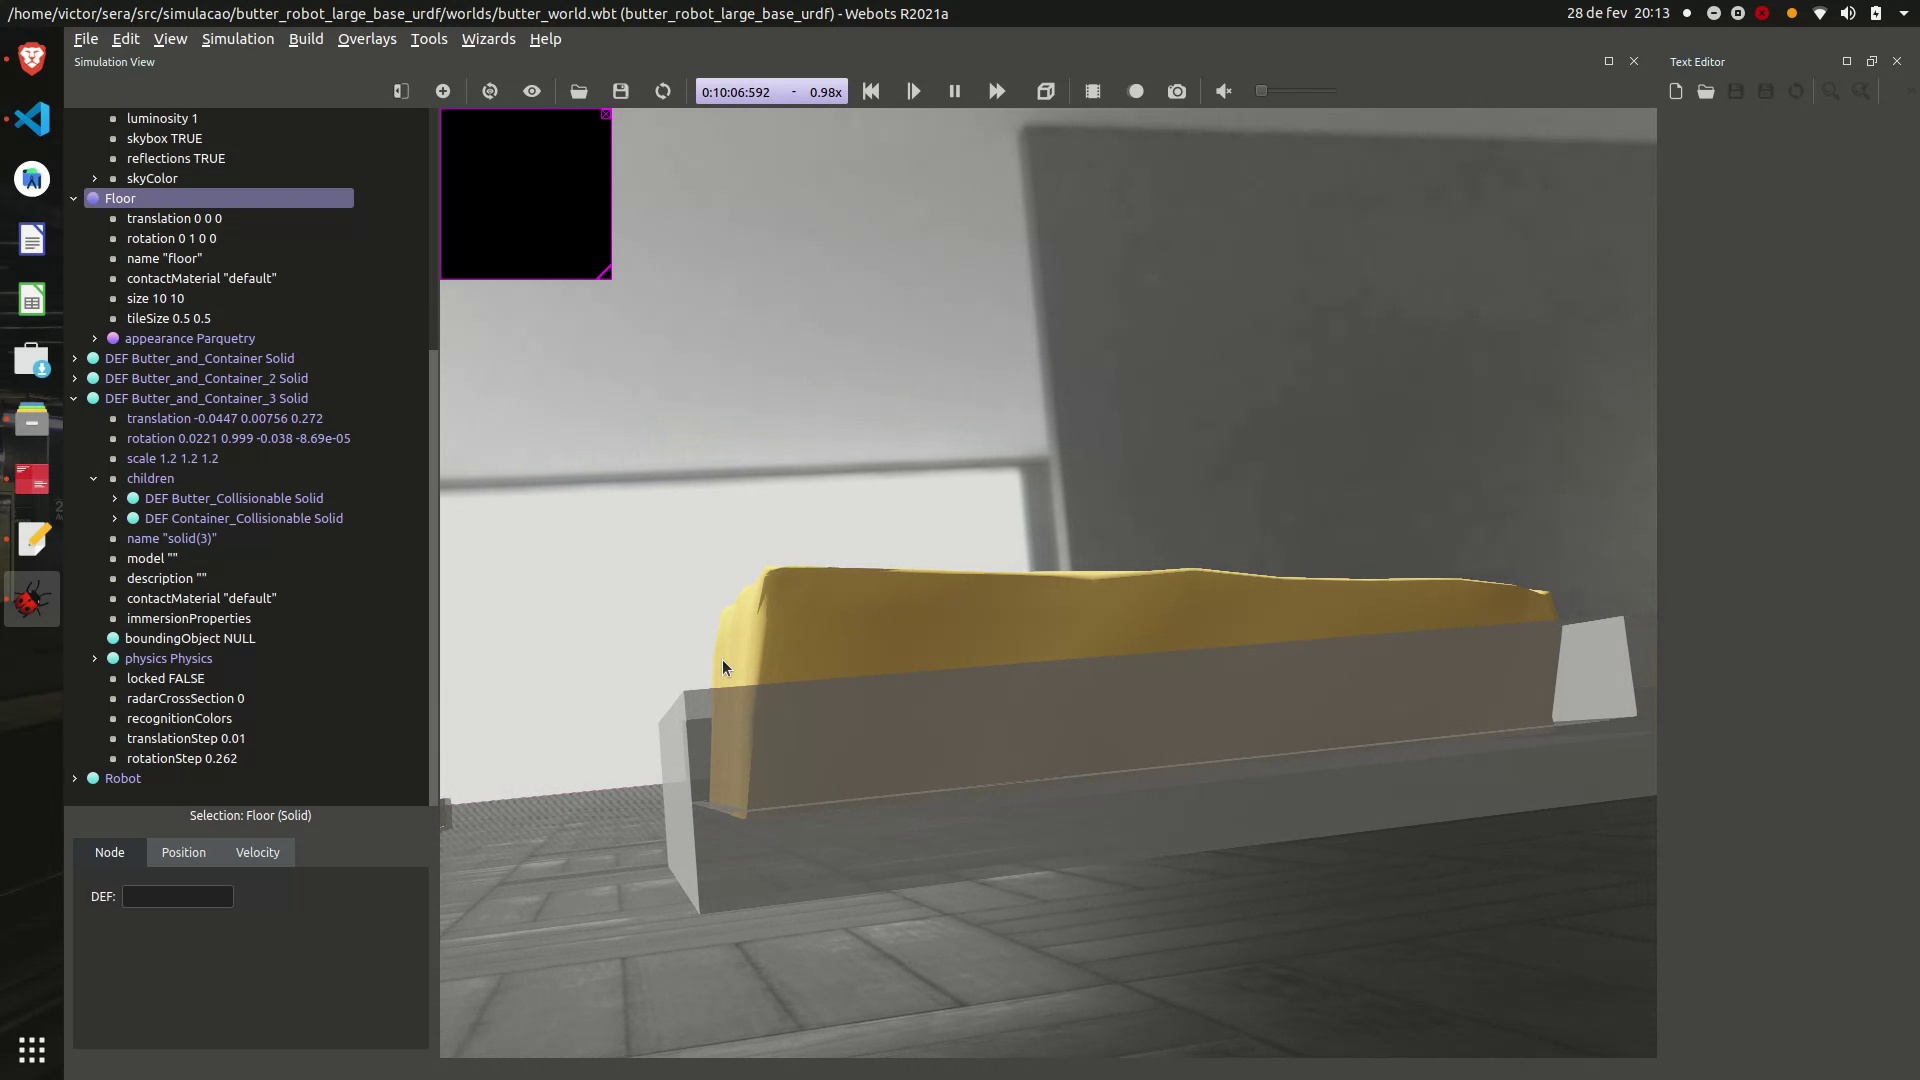 /home/victor/sera/src/simulacao/butter_robot_large_base_urdf/worlds/butter_world.wbt (butter_robot_large_base_urdf) - Webots R2021a
28 de fev 20:13
File Edit View Simulation Build Overlays Tools Wizards Help
Simulation View
Text Editor
0:10:06:592 - 0.98x
luminosity 1
skybox TRUE
reflections TRUE
skyColor
Floor
translation 0 0 0
rotation 0 1 0 0
name "floor"
contactMaterial "default"
size 10 10
tileSize 0.5 0.5
appearance Parquetry
DEF Butter_and_Container Solid
DEF Butter_and_Container_2 Solid
DEF Butter_and_Container_3 Solid
translation -0.0447 0.00756 0.272
rotation 0.0221 0.999 -0.038 -8.69e-05
scale 1.2 1.2 1.2
children
DEF Butter_Collisionable Solid
DEF Container_Collisionable Solid
name "solid(3)"
model ""
description ""
contactMaterial "default"
immersionProperties
boundingObject NULL
physics Physics
locked FALSE
radarCrossSection 0
recognitionColors
translationStep 0.01
rotationStep 0.262
Robot
Selection: Floor (Solid)
Node Position Velocity
DEF: